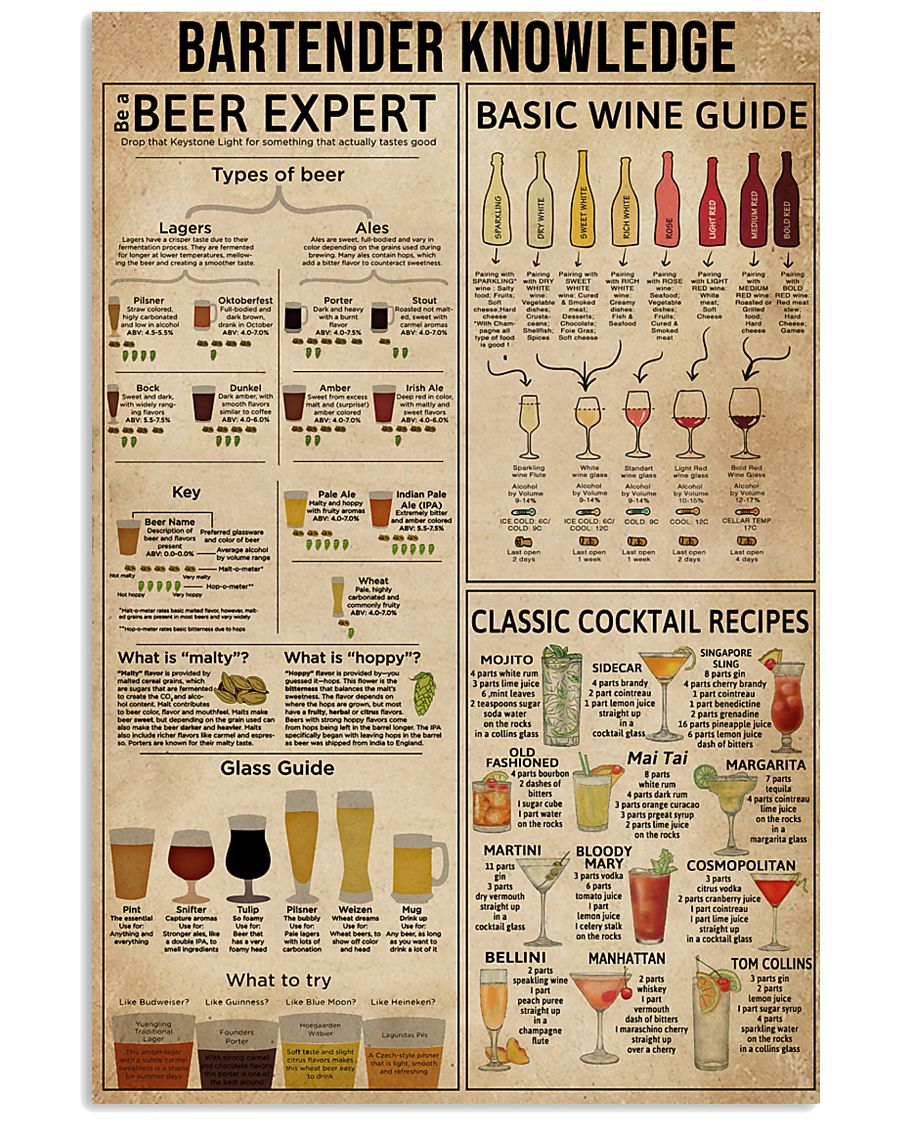 BARTENDER KNOWLEDGE
Be a
BEER EXPERT
Drop that Keystone Light for something that actually tastes good
Types of beer
Lagers
Lagers have a crisper taste due to their
fermentation process. They are fermented
for longer at lower temperatures, mellow-
ing the beer and creating a smoother taste.
Ales
Ales are sweet, full-bodied and vary in
color depending on the grains used during
brewing. Many ales contain hops, which
add a bitter flavor to counteract sweetness.
Pilsner
Straw colored,
higly carbonated
and low in alcohol
ABV: 4.5-5.5%
Oktoberfest
Full-bodied and
dark brown,
drank in October
ABV: 4.0-7.0%
Porter
Dark and heavy
with a burnt
flavor
ABV: 4.0-7.5%
Stout
Roasted not malt-
ed, sweet with
carmel aromas
ABV: 4.0-7.0%
Bock
Sweet and dark,
with widely rang-
ing flavors
ABV: 5.5-7.5%
Dunkel
Dark amber, with
smooth flavors
similar to coffee
ABV: 4.0-6.0%
Amber
Sweet from excess
malt and (surprise!)
amber colored
ABV: 4.0-7.0%
Irish Ale
Deep red in color,
with maltly and
sweet flavors
ABV: 4.0-6.0%
Key
Beer Name
Description of
beer and flavors
present
ABV: 0.0-0.0%
Preferred glassware
and color of beer
Average alcohol
by volume range
Malt-o-meter*
Not malty
Very malty
Hop-o-meter**
Not hoppy
Very hoppy
*Malt-o-meter rates basic malted flavor, however, malt-
ed grains are present in most beers and very widely
**Hop-o-meter rates basic bitterness due to hops
Pale Ale
Malty and hoppy
with fruity aromas
ABV: 4.0-7.0%
Indian Pale
Ale (IPA)
Extremely bitter
and amber colored
ABV: 5.5-7.5%
Wheat
Pale, highly
carbonated and
commonly fruity
ABV: 4.0-7.0%
What is “malty”?
"Malty" flavor is provided by
malted cereal grains, which
are sugars that are fermented
to create the CO, and alco-
hol content. Malt contributes
to beer color, flavor and mouthfeel. Malts make
beer sweet, but depending on the grain used can
also make the beer darker and heavier. Malts
also include richer flavors like carmel and espres-
so. Porters are known for their malty taste.
What is “hoppy”?
"Hoppy" flavor is provided by—you
guessed it—hops. This flower is the
bitterness that balances the malt's
sweetness. The flavor depends on
where the hops are grown, but most
have a fruity, herbal or citrus flavors.
Beers with strong hoppy flavors come
from hops being left in the barrel longer. The IPA
specifically began with leaving hops in the barrel
as beer was shipped from India to England.
Glass Guide
Pint
The essential
Use for:
Anything and
everything
Snifter
Capture aromas
Use for:
Stronger ales, like
a double IPA, to
smell ingredients
Tulip
So foamy
Use for:
Beer that
has a very
foamy head
Pilsner
The bubbly
Use for:
Pale lagers
with lots of
carbonation
Weizen
Wheat dreams
Use for:
Wheat beers, to
show off color
and head
Mug
Drink up
Use for:
Any beer, as long
as you want to
drink a lot of it
What to try
Like Budweiser?
Yuengling
Traditional
Lager
This amber lager
with a subtle carmel
sweetness is a staple
for summer days
Like Guinness?
Founders
Porter
With strong carmel
and chocolate flavors
this porter is one of
the best around
Like Blue Moon?
Hoegaarden
Witbier
Soft taste and slight
citrus flavors makes
this wheat beer easy
to drink
Like Heineken?
Lagunitas Pils
A Czech-style pilsner
that is light, smooth
and refreshing
BASIC WINE GUIDE
SPARKLING
DRY WHITE
SWEET WHITE
RICH WHITE
ROSE
LIGHT RED
MEDIUM RED
BOLD RED
Pairing with
SPARKLING*
wine : Salty
food; Fruits;
Soft
cheese;Hard
cheese;
*With Cham-
pagne all
type of food
is good !
Pairing
with DRY
WHITE
wine:
Vegetable
dishes;
Crusta-
ceans;
Shellfish;
Spices
Pairing with
SWEET
WHITE
wine: Cured
& Smoked
meat;
Desserts;
Chocolate;
Foie Gras;
Soft cheese
Pairing
with RICH
WHITE
wine:
Creamy
dishes
Fish &
Seafood
Pairing with
ROSE wine:
Seafood;
Vegetable
dishes;
Fruits;
Cured &
Smoked
meat
Pairing
with LIGHT
RED wine:
White
meat;
Soft
Cheese
Pairing
with
MEDIUM
RED wine:
Roasted or
Grilled
food;
Hard
cheese
Pairing
with
BOLD
RED wine:
Red meat
stew;
Hard
Cheese;
Games
Sparkling
wine Flute
Alcohol
by Volume
9-14%
ICE COLD: 6C/
COLD: 9C
Last open
2 days
White
wine glass
Alcohol
by Volume
9-14%
ICE COLD: 6C/
COOL: 12C
Last open
1 week
Standart
wine glass
Alcohol
by Volume
9-14%
COLD: 9C
Last open
1 week
Light Red
wine glass
Alcohol
by Volume
10-15%
COOL: 12C
Last open
2 days
Bold Red
Wine Glass
Alcohol
by Volume
12-17%
CELLAR TEMP.:
17C
Last open
4 days
CLASSIC COCKTAIL RECIPES
MOJITO
4 parts white rum
3 parts lime juice
6 ,mint leaves
2 teaspoons sugar
soda water
on the rocks
in a collins glass
SIDECAR
4 parts brandy
2 part cointreau
1 part lemon juice
straight up
in a
cocktail glass
SINGAPORE
SLING
8 parts gin
4 parts cherry brandy
1 part cointreau
1 part benedictine
2 parts grenadine
16 parts pineapple juice
6 parts lemon juice
dash of bitters
OLD
FASHIONED
4 parts bourbon
2 dashes of
bitters
1 sugar cube
1 part water
on the rocks
Mai Tai
8 parts
white rum
4 parts dark rum
3 parts orange curacao
3 parts prgeat syrup
2 parts lime juice
on the rocks
MARGARITA
7 parts
tequila
4 parts cointreau
lime juice
on the rocks
in a
margarita glass
MARTINI
11 parts
gin
3 parts
dry vermouth
straight up
in a
cocktail glass
BLOODY
MARY
3 parts vodka
6 parts
tomato juice
1 part
lemon juice
1 celery stalk
on the rocks
COSMOPOLITAN
3 parts
citrus vodka
2 parts cranberry juice
1 part cointreau
1 part lime juice
straight up
in a cocktail glass
BELLINI
2 parts
speakling wine
1 part
peach puree
straight up
in a
champagne
flute
MANHATTAN
2 parts
whiskey
1 part
vermouth
dash of bitters
1 maraschino cherry
straight up
over a cherry
TOM COLLINS
3 parts gin
2 parts
lemon juice
1 part sugar syrup
4 parts
sparkling water
on the rocks
in a collins glass